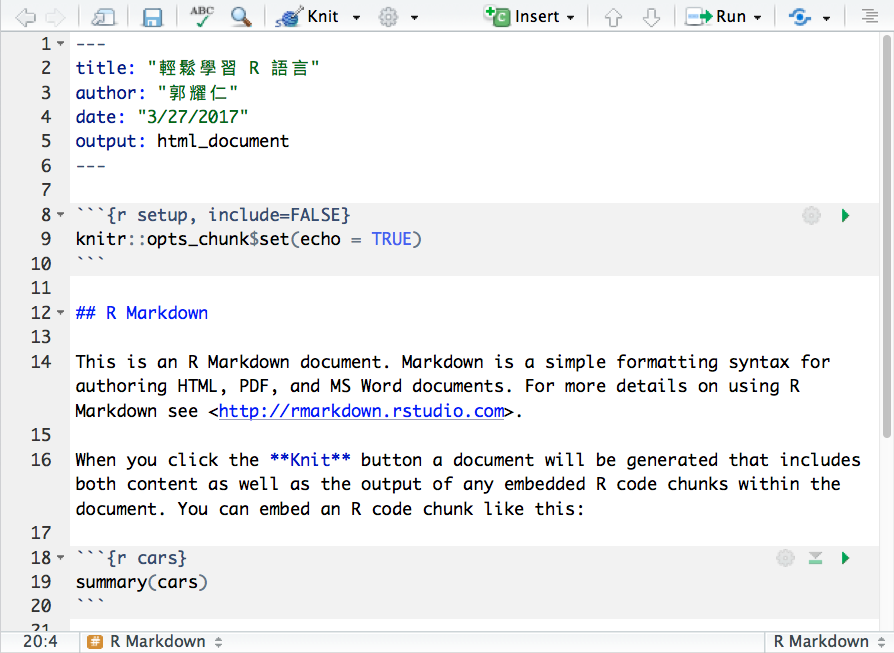 ABC Knit Insert Run
1 ---
2 title: "輕鬆學習 R 語言"
3 author: "郭耀仁"
4 date: "3/27/2017"
5 output: html_document
6 ---
7
8 ```{r setup, include=FALSE}
9 knitr::opts_chunk$set(echo = TRUE)
10 ```
11
12 ## R Markdown
13
14 This is an R Markdown document. Markdown is a simple formatting syntax for
authoring HTML, PDF, and MS Word documents. For more details on using R
Markdown see <http://rmarkdown.rstudio.com>.
15
16 When you click the **Knit** button a document will be generated that includes
both content as well as the output of any embedded R code chunks within the
document. You can embed an R code chunk like this:
17
18 ```{r cars}
19 summary(cars)
20 ```
21
20:4 # R Markdown R Markdown